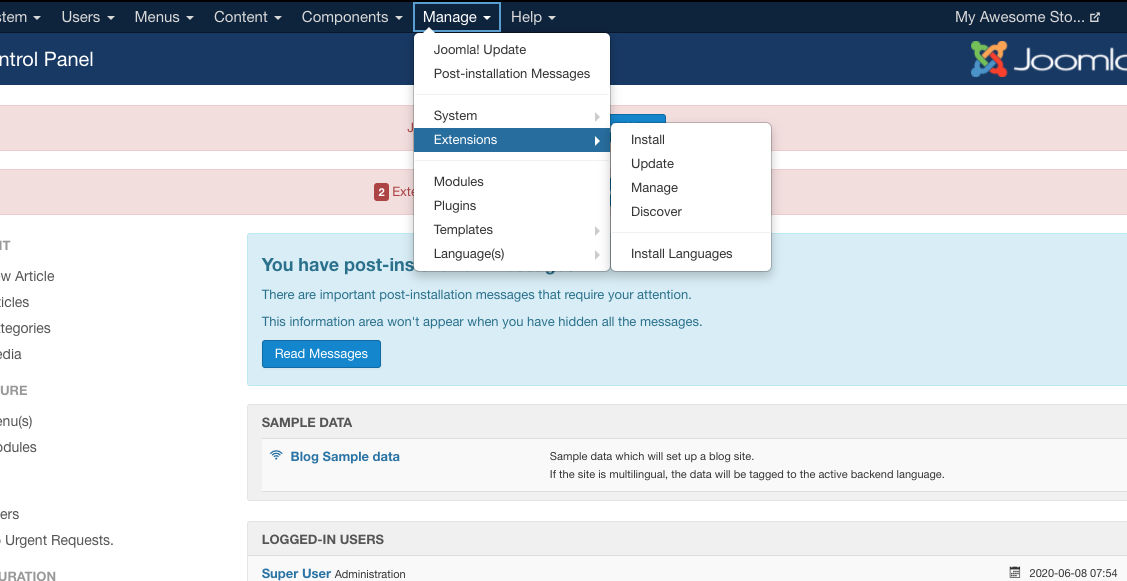 stem Users Menus Content Components Manage Help My Awesome Sto...
ntrol Panel
Joomla! Update
Post-installation Messages
System
Extensions
Modules
Plugins
Templates
Language(s)
Install
Update
Manage
Discover
Install Languages
J
2 Exte
You have post-ins
There are important post-installation messages that require your attention.
This information area won't appear when you have hidden all the messages.
Read Messages
NT
w Article
icles
tegories
edia
URE
enu(s)
odules
ers
Urgent Requests.
URATION
SAMPLE DATA
Blog Sample data
Sample data which will set up a blog site.
If the site is multilingual, the data will be tagged to the active backend language.
LOGGED-IN USERS
Super User Administration
2020-06-08 07:54